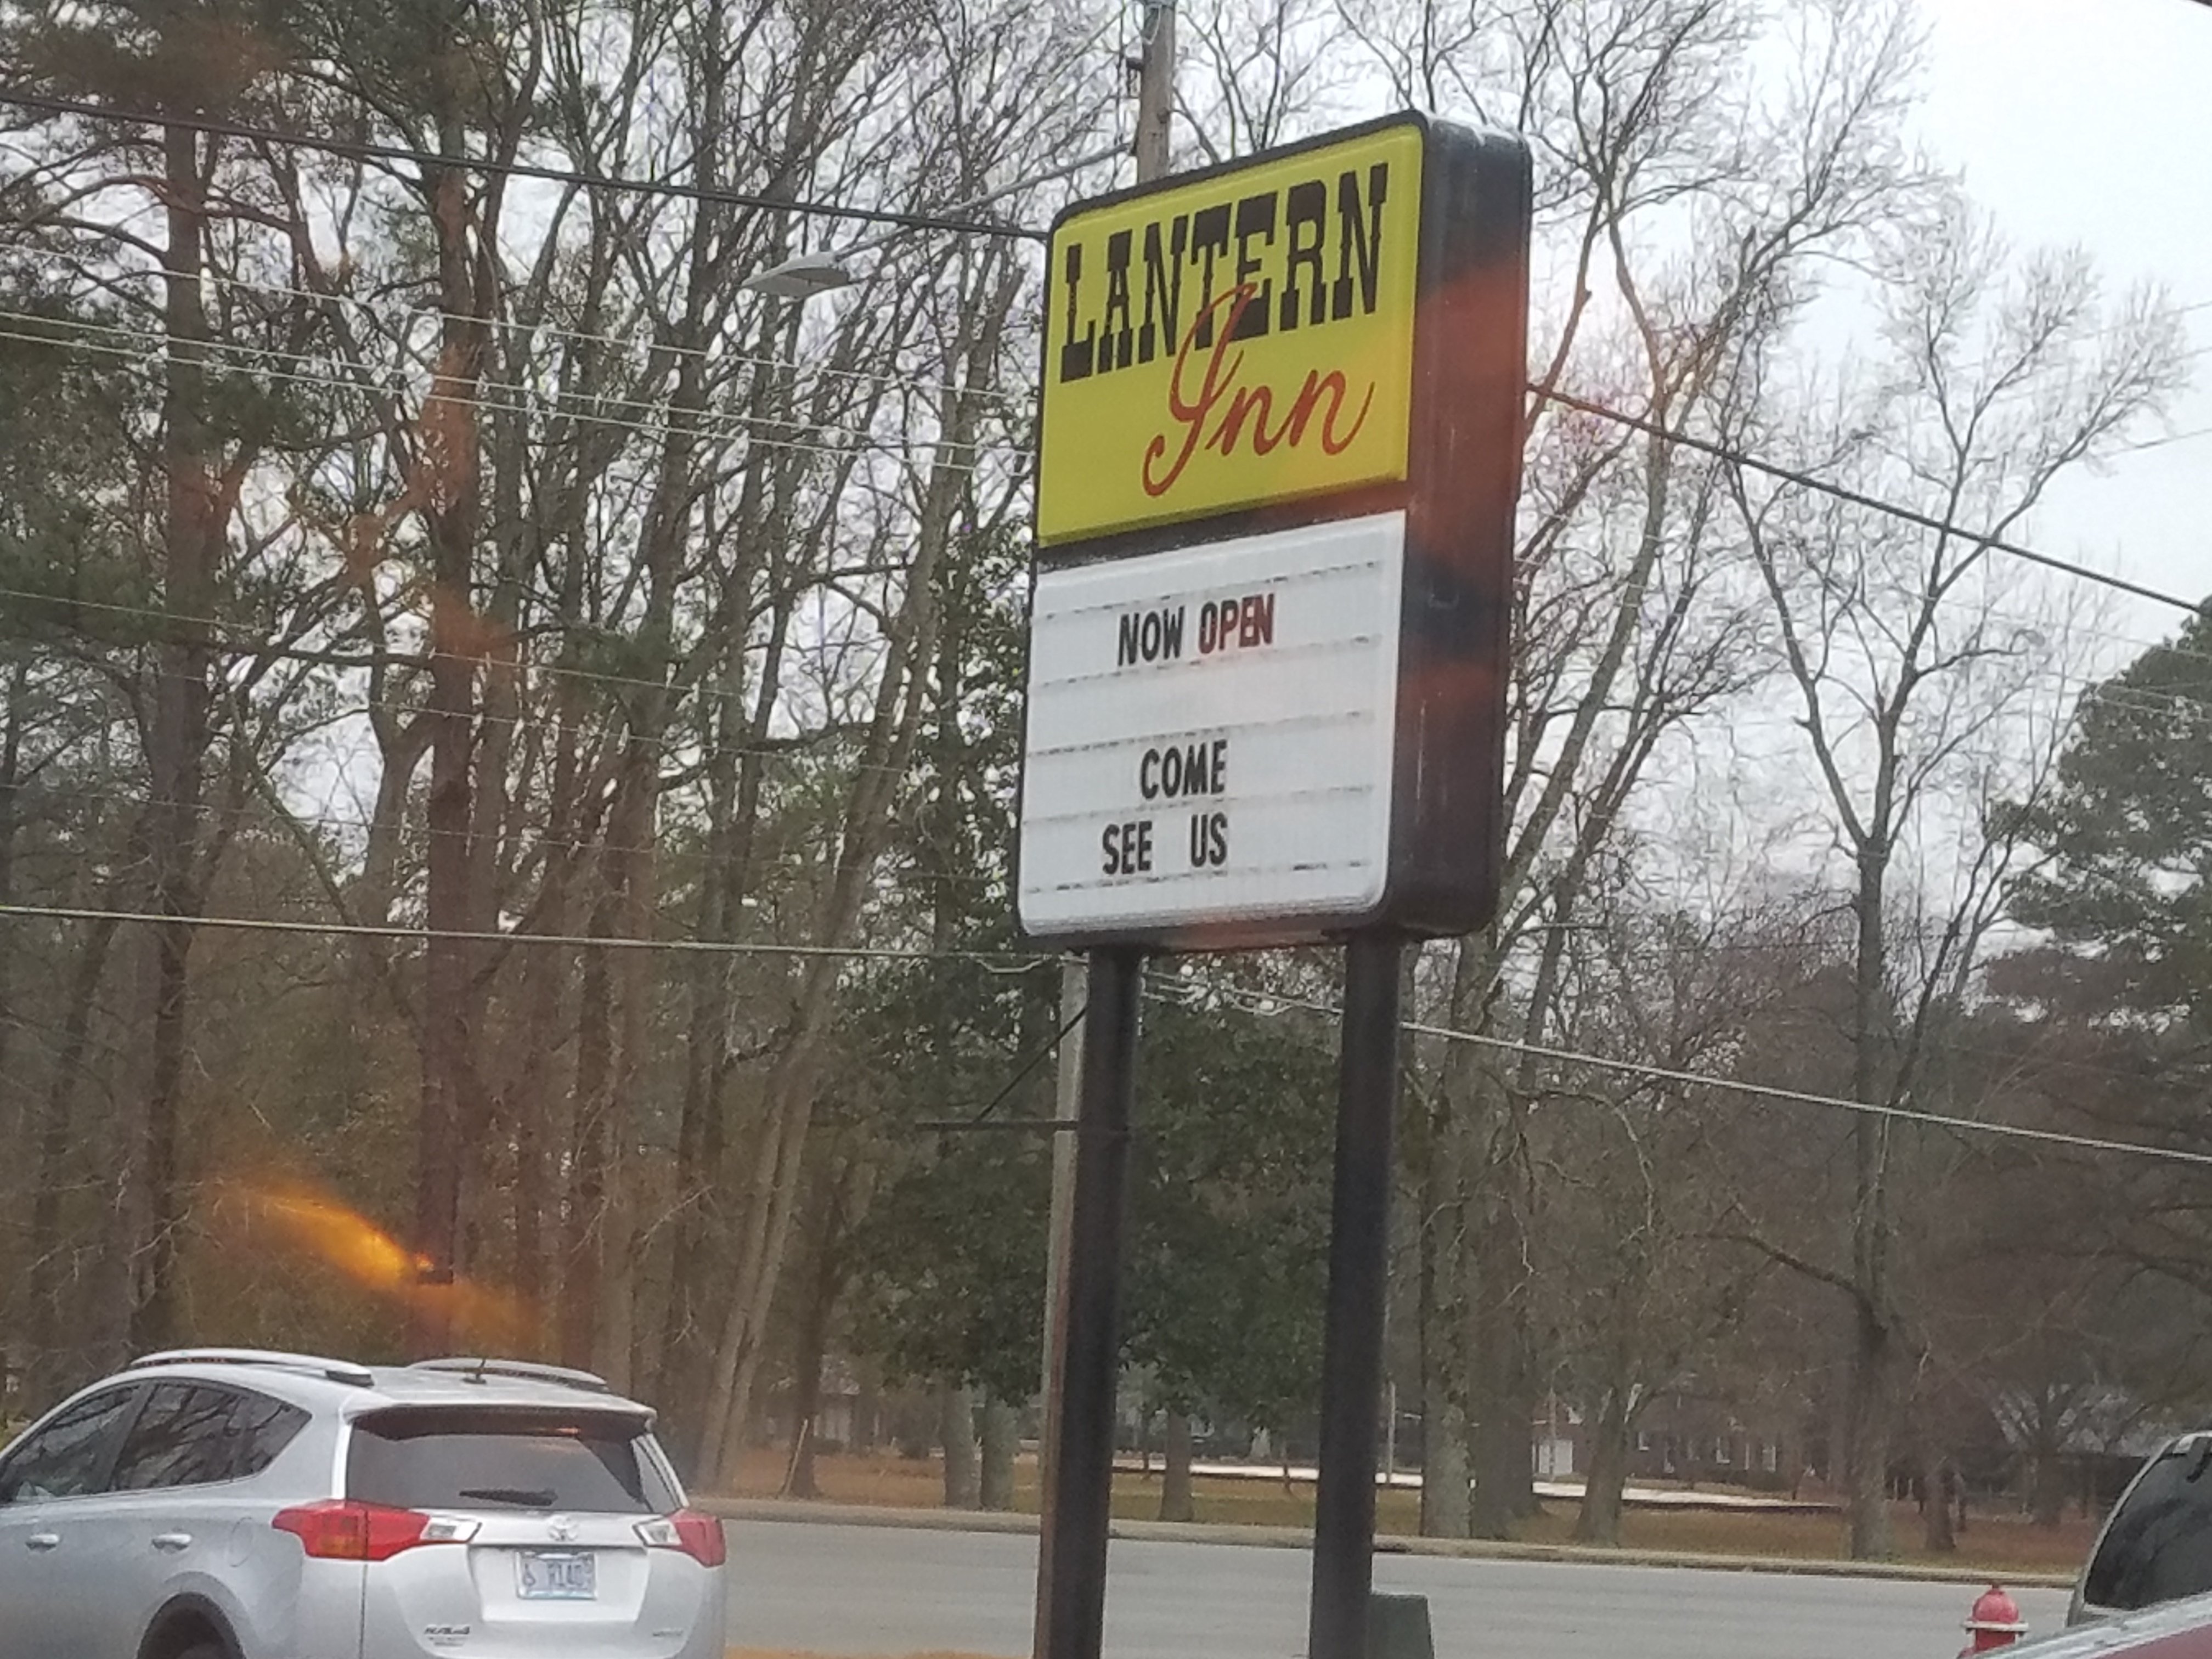 LANTERN
Inn
NOW OPEN
COME
SEE US